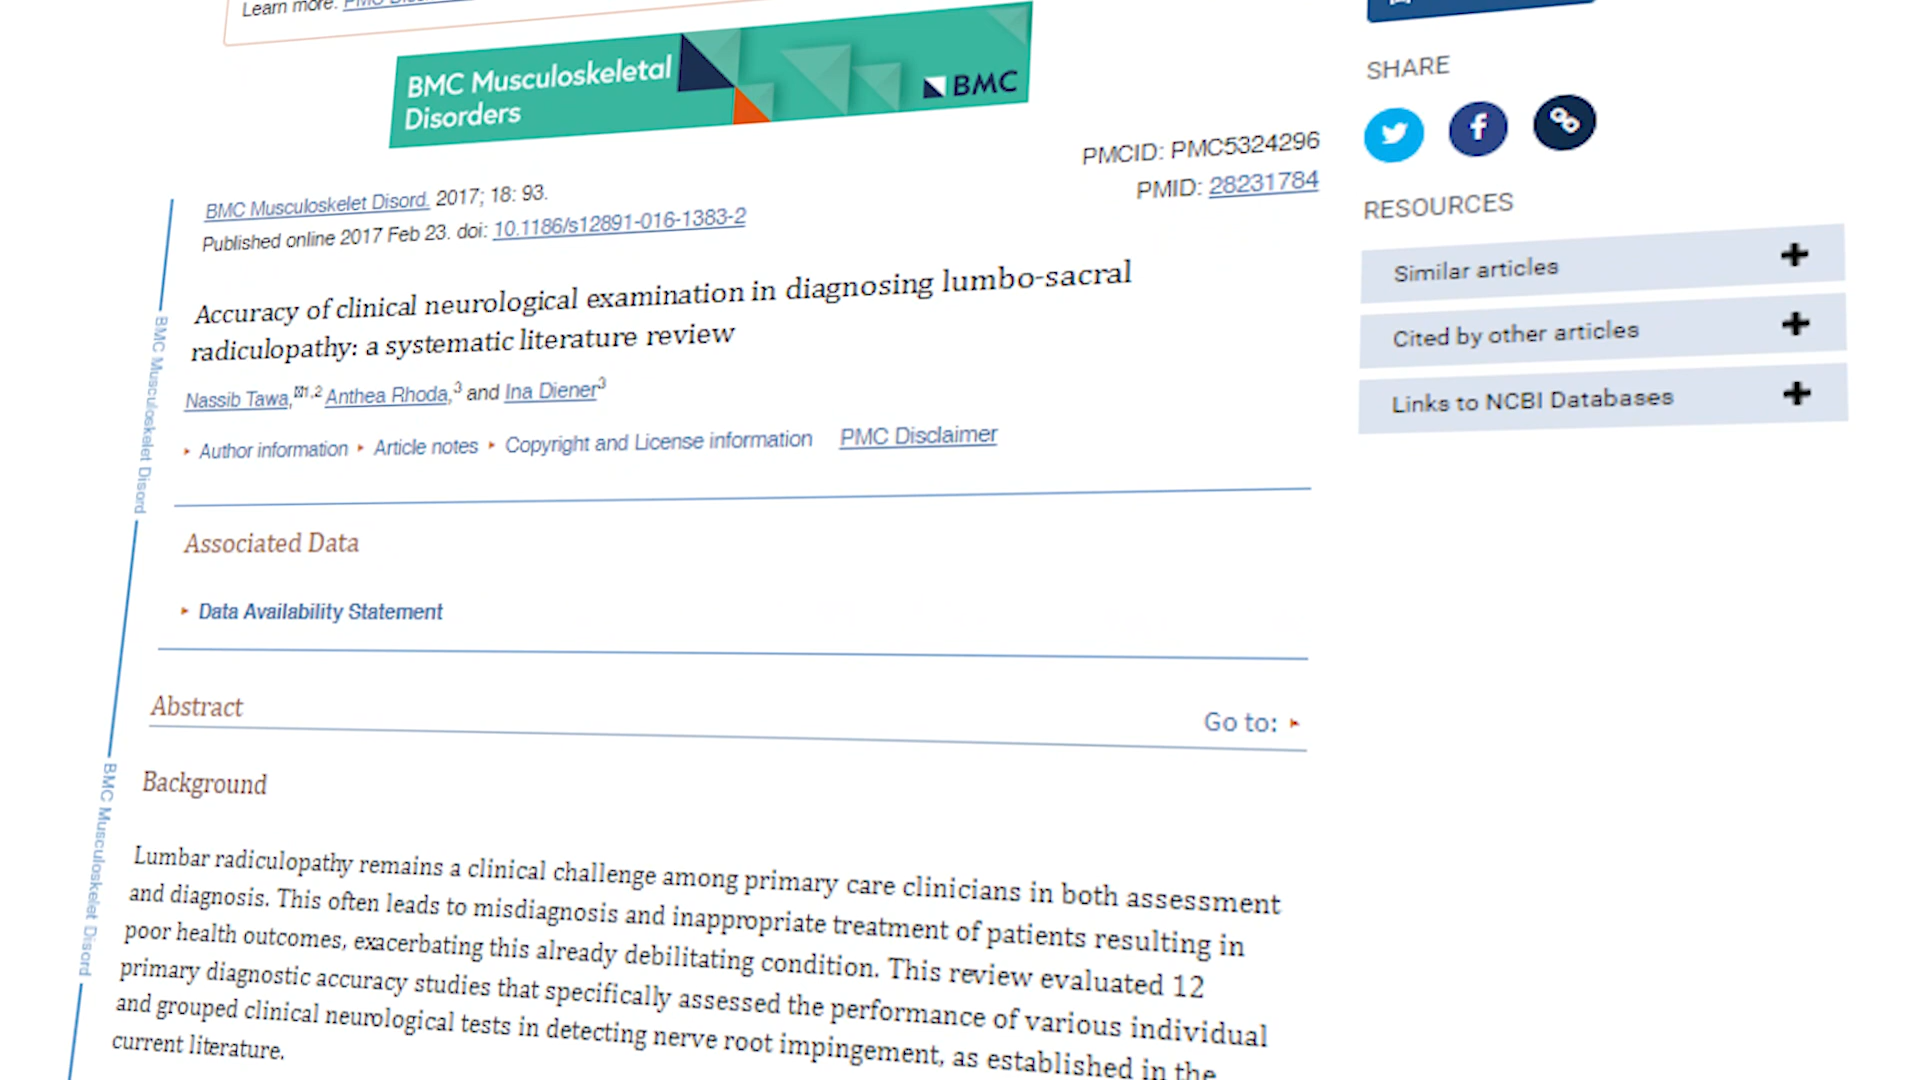 Learn more:
BMC Musculoskeletal
Disorders
BMC
PMCID: PMC5324296
PMID: 28231784
BMC Musculoskelet Disord. 2017; 18: 93.
Published online 2017 Feb 23. doi: 10.1186/s12891-016-1383-2
Accuracy of clinical neurological examination in diagnosing lumbo-sacral
radiculopathy: a systematic literature review
Nassib Tawa,1,2 Anthea Rhoda,3 and Ina Diener3
Author information Article notes Copyright and License information PMC Disclaimer
Associated Data
Data Availability Statement
Abstract
Go to:
Background
Lumbar radiculopathy remains a clinical challenge among primary care clinicians in both assessment
and diagnosis. This often leads to misdiagnosis and inappropriate treatment of patients resulting in
poor health outcomes, exacerbating this already debilitating condition. This review evaluated 12
primary diagnostic accuracy studies that specifically assessed the performance of various individual
and grouped clinical neurological tests in detecting nerve root impingement, as established in the
current literature.
BMC Musculoskelet Disord
BMC Musculoskelet Disord
SHARE
RESOURCES
Similar articles
Cited by other articles
Links to NCBI Databases